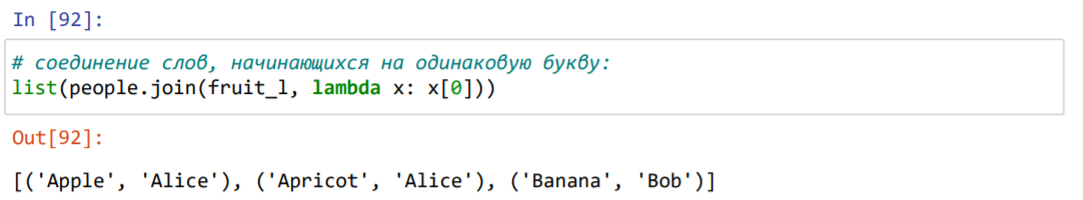 In [92]:
# соединение слов, начинающихся на одинаковую букву:
list(people.join(fruit_l, lambda x: x[0]))
Out[92]:
[('Apple', 'Alice'), ('Apricot', 'Alice'), ('Banana', 'Bob')]